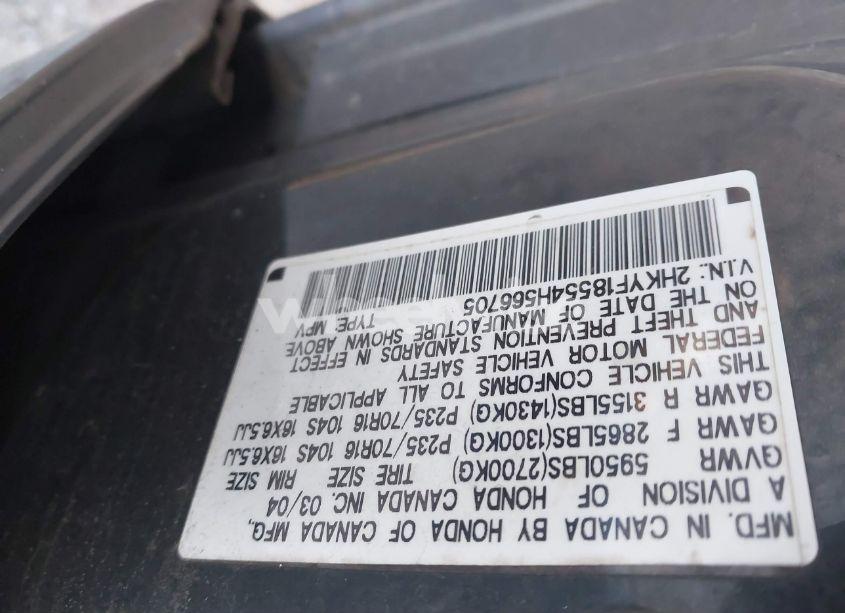 MFD. IN CANADA BY HONDA OF CANADA MFG.,
A DIVISION OF HONDA CANADA INC. 03/04
GVWR 5950LBS(2700KG) TIRE SIZE RIM SIZE
GAWR F 2865LBS(1300KG) P235/70R16 104S 16X6.5JJ
GAWR R 3155LBS(1430KG) P235/70R16 104S 16X6.5JJ
THIS VEHICLE CONFORMS TO ALL APPLICABLE
FEDERAL MOTOR VEHICLE SAFETY
AND THEFT PREVENTION STANDARDS IN EFFECT
ON THE DATE OF MANUFACTURE SHOWN ABOVE
V.I.N.: 2HKYF18554H566705 TYPE: MPV